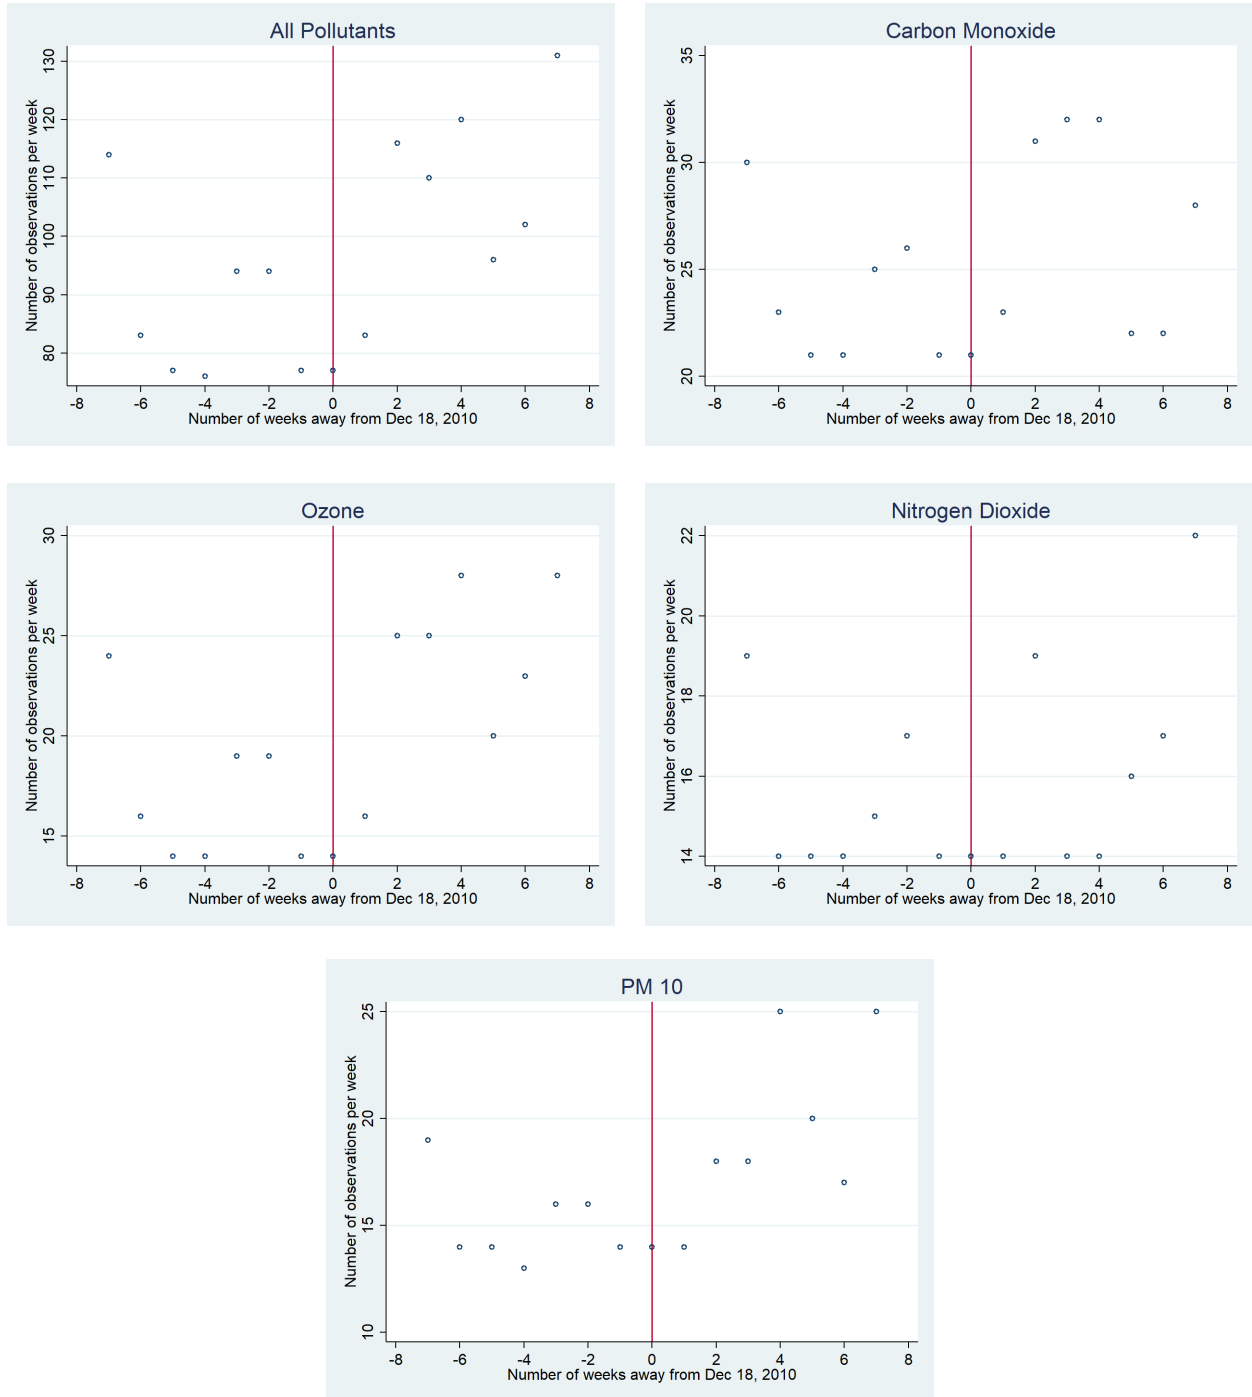 All Pollutants
Number of observations per week
130
120
110
100
90
80
-8 -6 -4 -2 0 2 4 6 8
Number of weeks away from Dec 18, 2010
Carbon Monoxide
Number of observations per week
35
30
25
20
-8 -6 -4 -2 0 2 4 6 8
Number of weeks away from Dec 18, 2010
Ozone
Number of observations per week
30
25
20
15
-8 -6 -4 -2 0 2 4 6 8
Number of weeks away from Dec 18, 2010
Nitrogen Dioxide
Number of observations per week
22
20
18
16
14
-8 -6 -4 -2 0 2 4 6 8
Number of weeks away from Dec 18, 2010
PM 10
Number of observations per week
25
20
15
10
-8 -6 -4 -2 0 2 4 6 8
Number of weeks away from Dec 18, 2010